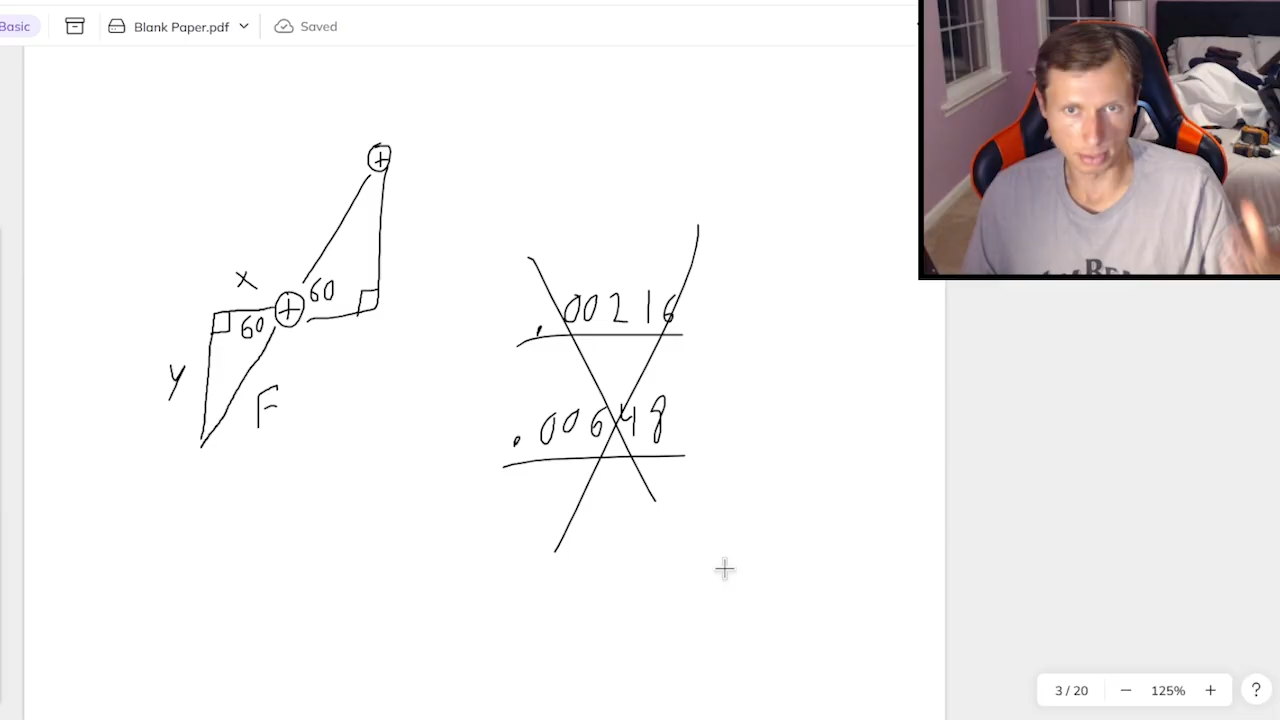 Basic
Blank Paper.pdf
Saved
+
X
60
+
60
y
F
.00216
.00648
3 / 20
125%
?